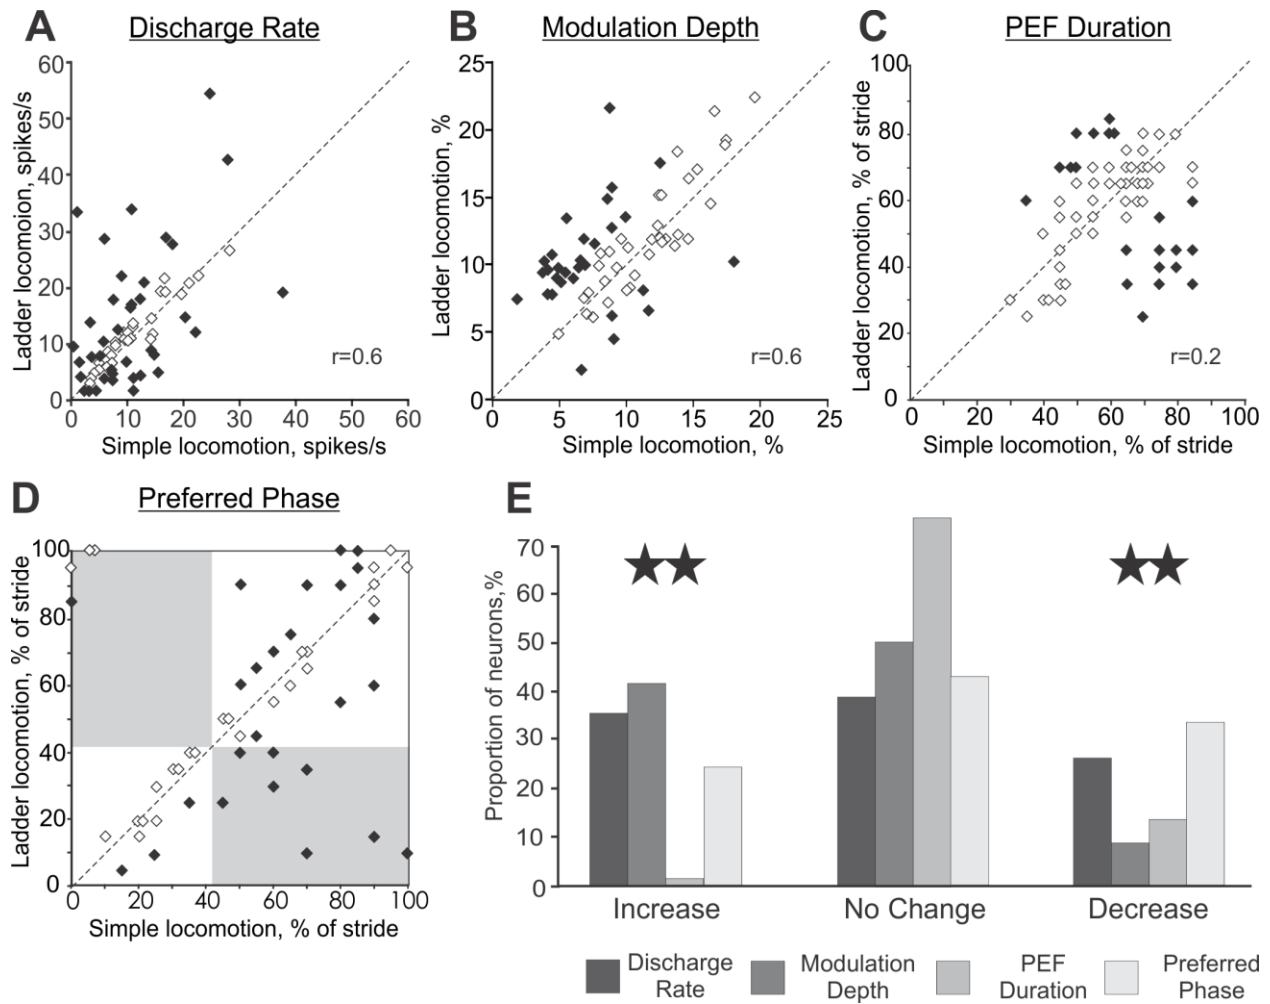 A
Discharge Rate
Ladder locomoion, spikes/s
60
50
40
30
20
10
0
r=0.6
0 10 20 30 40 50 60
Simple locomotion, spikes/s
B
Modulation Depth
Ladder locomotion, %
25
20
15
10
5
0
r=0.6
0 5 10 15 20 25
Simple locomotion, %
C
PEF Duration
Ladder locomotion, % of stride
100
80
60
40
20
0
r=0.2
0 20 40 60 80 100
Simple locomotion, % of stride
D
Preferred Phase
Ladder locomotion, % of stride
100
80
60
40
20
0
0 20 40 60 80 100
Simple locomotion, % of stride
E
Proportion of neurons,%
70
60
50
40
30
20
10
0
Increase
No Change
Decrease
Discharge
Rate
Modulation
Depth
PEF
Duration
Preferred
Phase